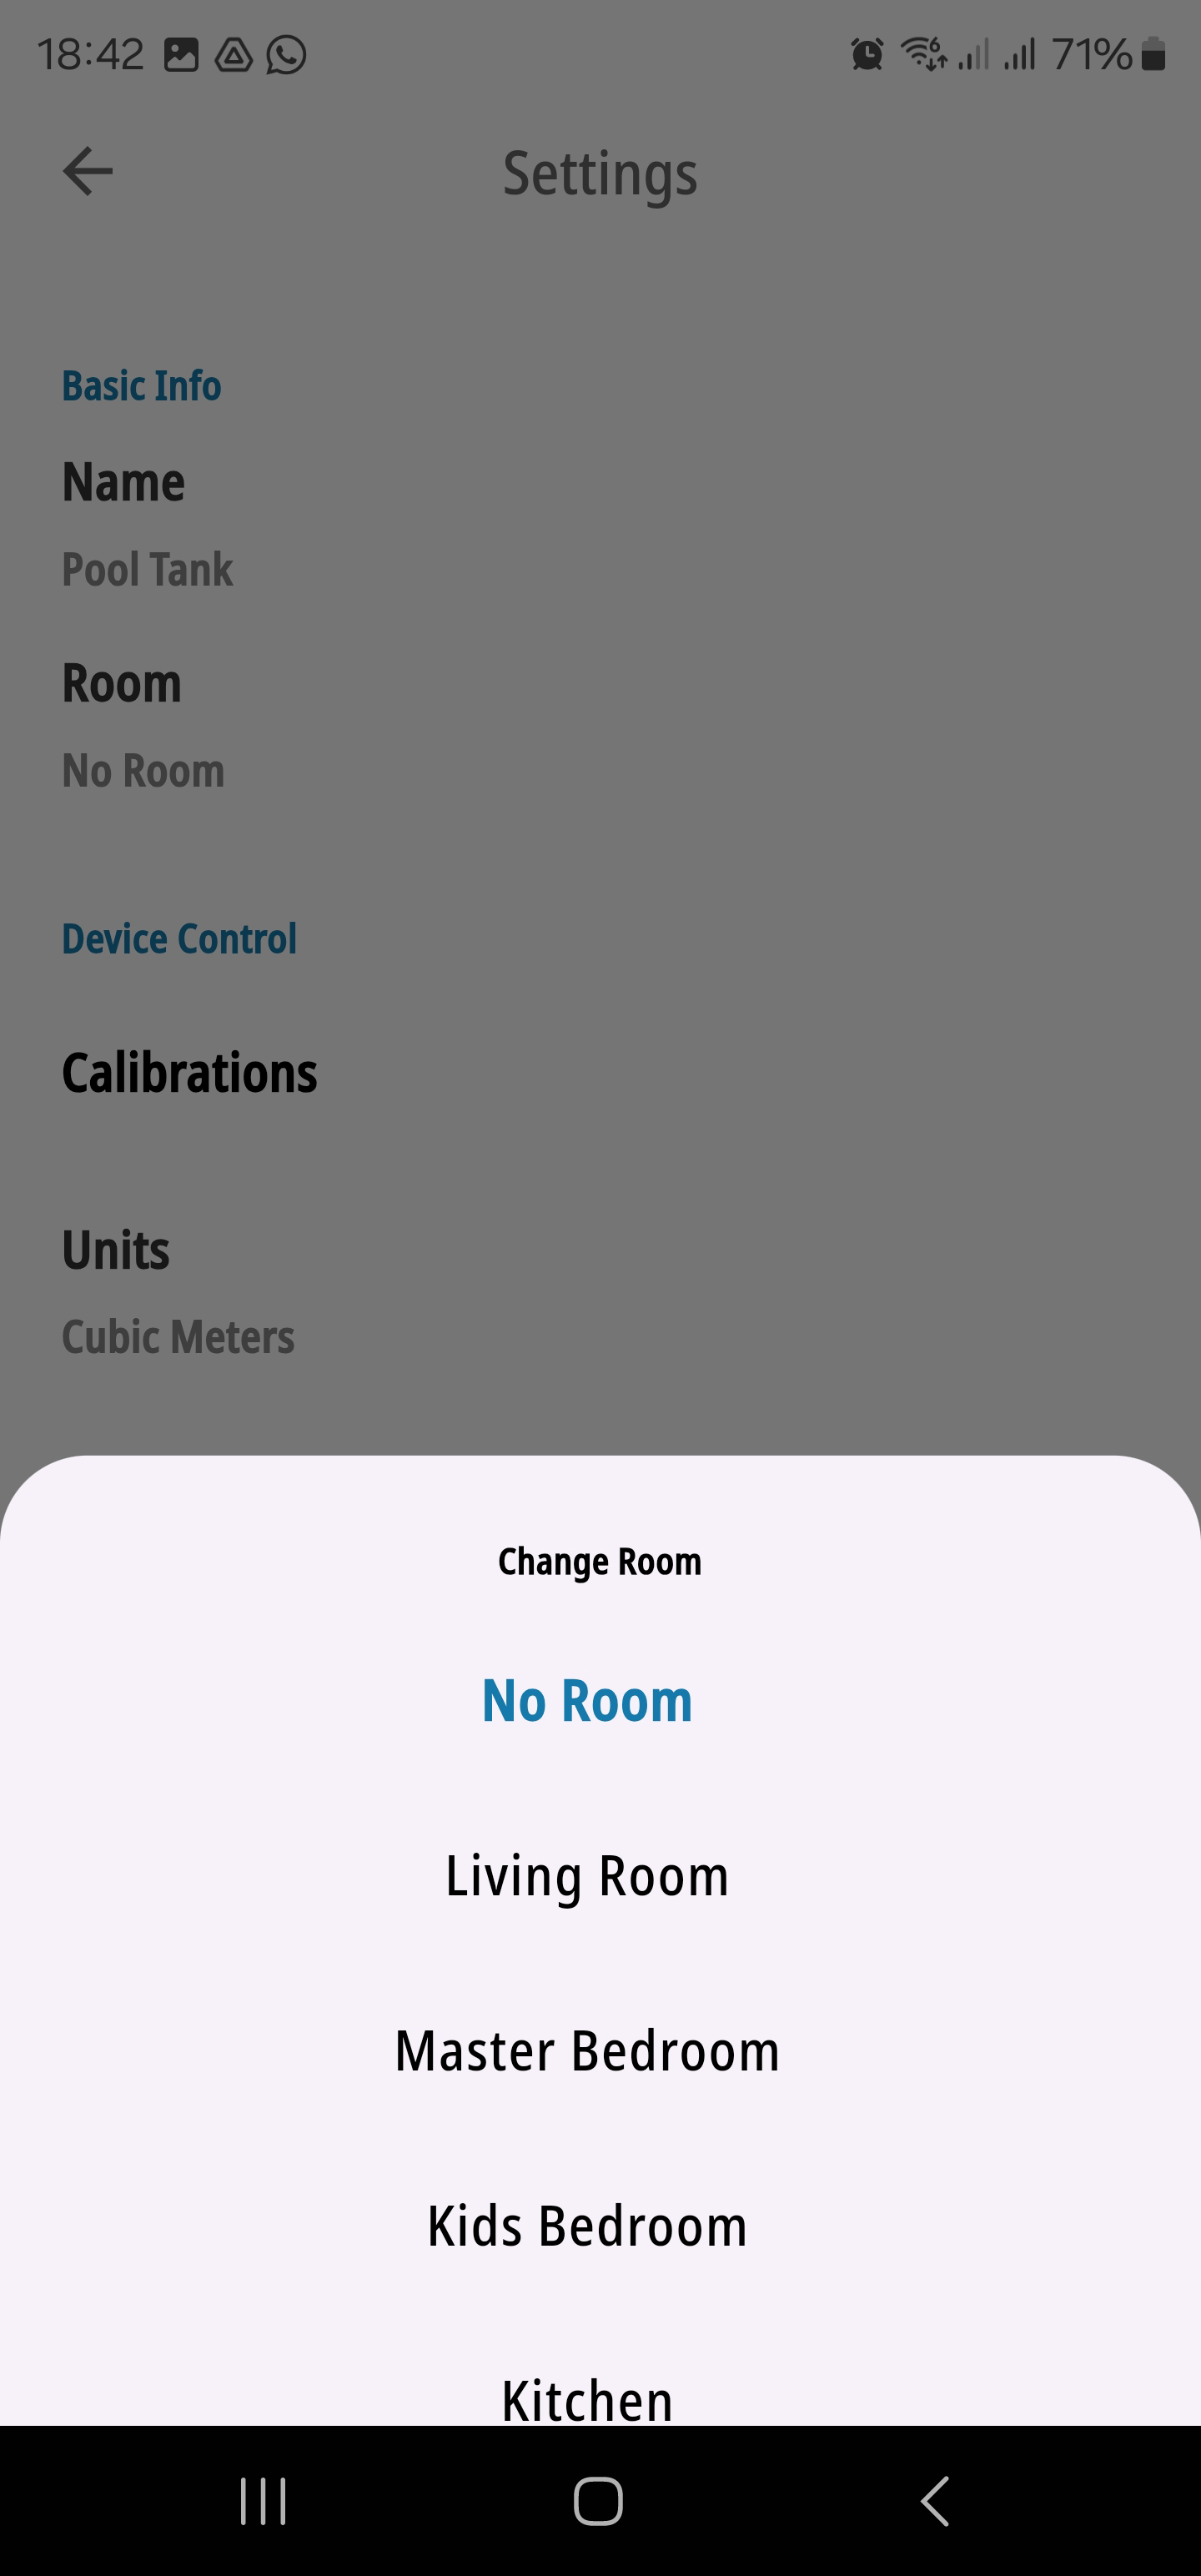 18:42
71%
Settings
Basic Info
Name
Pool Tank
Room
No Room
Device Control
Calibrations
Units
Cubic Meters
Change Room
No Room
Living Room
Master Bedroom
Kids Bedroom
Kitchen